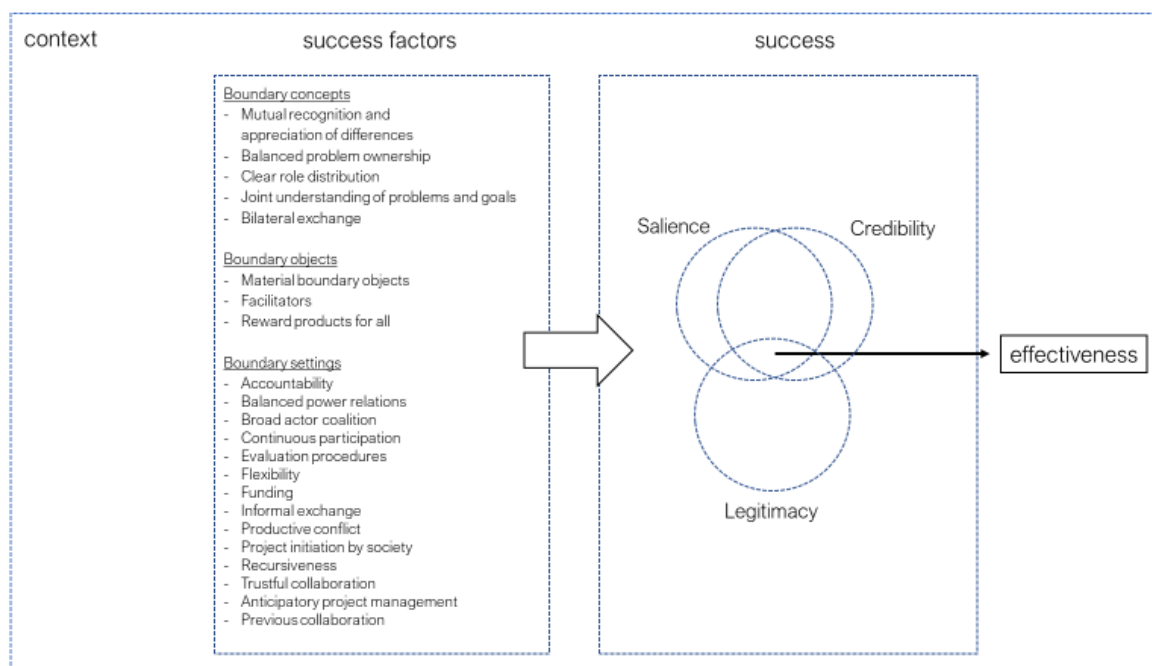 context
success factors
success
Boundary concepts
- Mutual recognition and
appreciation of differences
- Balanced problem ownership
- Clear role distribution
- Joint understanding of problems and goals
- Bilateral exchange
Boundary objects
- Material boundary objects
- Facilitators
- Reward products for all
Boundary settings
- Accountability
- Balanced power relations
- Broad actor coalition
- Continuous participation
- Evaluation procedures
- Flexibility
- Funding
- Informal exchange
- Productive conflict
- Project initiation by society
- Recursiveness
- Trustful collaboration
- Anticipatory project management
- Previous collaboration
Salience
Credibility
Legitimacy
effectiveness